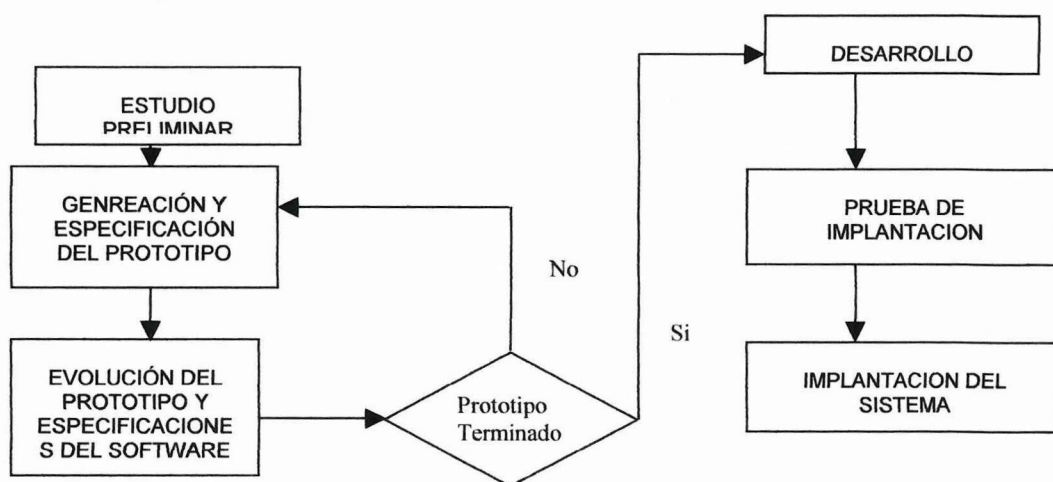 ESTUDIO
PRELIMINAR
GENREACIÓN Y
ESPECIFICACIÓN
DEL PROTOTIPO
EVOLUCIÓN DEL
PROTOTIPO Y
ESPECIFICACIONE
S DEL SOFTWARE
Prototipo
Terminado
No
Si
DESARROLLO
PRUEBA DE
IMPLANTACION
IMPLANTACION DEL
SISTEMA